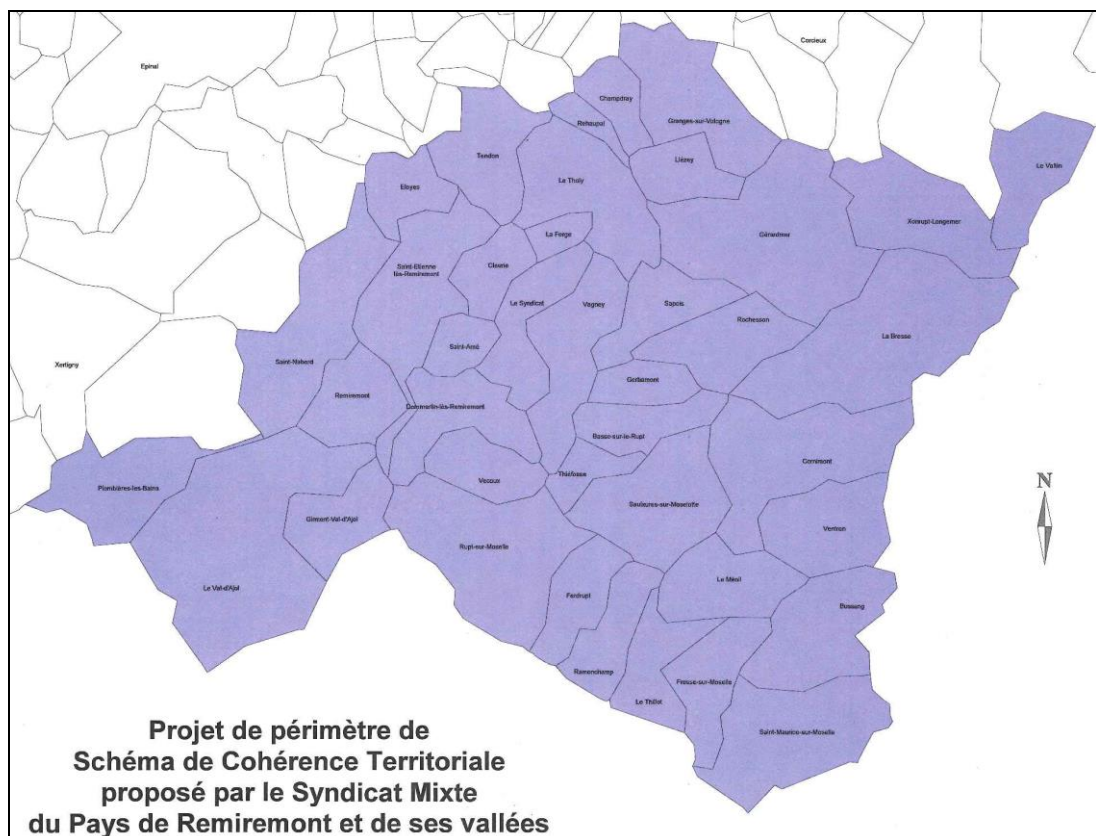 Epinal
Corcieux
Champdray
Rehaupal
Granges-sur-Vologne
Le Valtin
Tendon
Le Tholy
Liézey
Eloyes
Xonrupt-Longemer
La Forge
Gérardmer
Saint-Etienne
lès-Remiremont
Cleurie
Le Syndicat
Vagney
Sapois
Rochesson
La Bresse
Saint-Amé
Saint-Nabord
Xertigny
Gerbamont
Remiremont
Dommartin-lès-Remiremont
Basse-sur-le-Rupt
Cornimont
Thiéfosse
Vecoux
Plombières-les-Bains
N
Saulxures-sur-Moselotte
Girmont-Val-d'Ajol
Ventron
Rupt-sur-Moselle
Le Ménil
Le Val-d'Ajol
Ferdrupt
Bussang
Ramonchamp
Fresse-sur-Moselle
Le Thillot
Saint-Maurice-sur-Moselle
Projet de périmètre de
Schéma de Cohérence Territoriale
proposé par le Syndicat Mixte
du Pays de Remiremont et de ses vallées